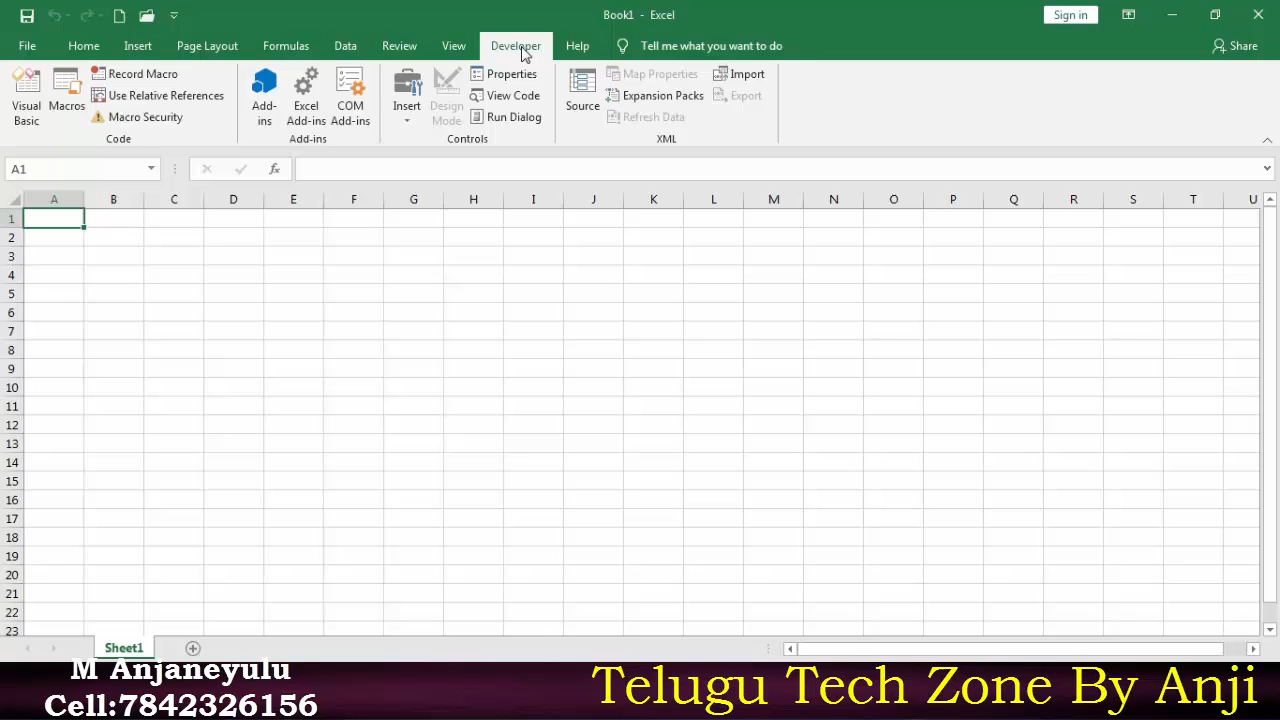 Book1 - Excel
Sign in
File Home Insert Page Layout Formulas Data Review View Developer Help Tell me what you want to do Share
Visual Basic
Macros
Record Macro
Use Relative References
Macro Security
Code
Add-ins
Excel Add-ins
COM Add-ins
Add-ins
Insert
Design Mode
Properties
View Code
Run Dialog
Controls
Source
Map Properties
Expansion Packs
Refresh Data
Import
Export
XML
A1
fx
A B C D E F G H I J K L M N O P Q R S T U
1
2
3
4
5
6
7
8
9
10
11
12
13
14
15
16
17
18
19
20
21
22
23
Sheet1
M Anjaneyulu
Cell:7842326156
Telugu Tech Zone By Anji